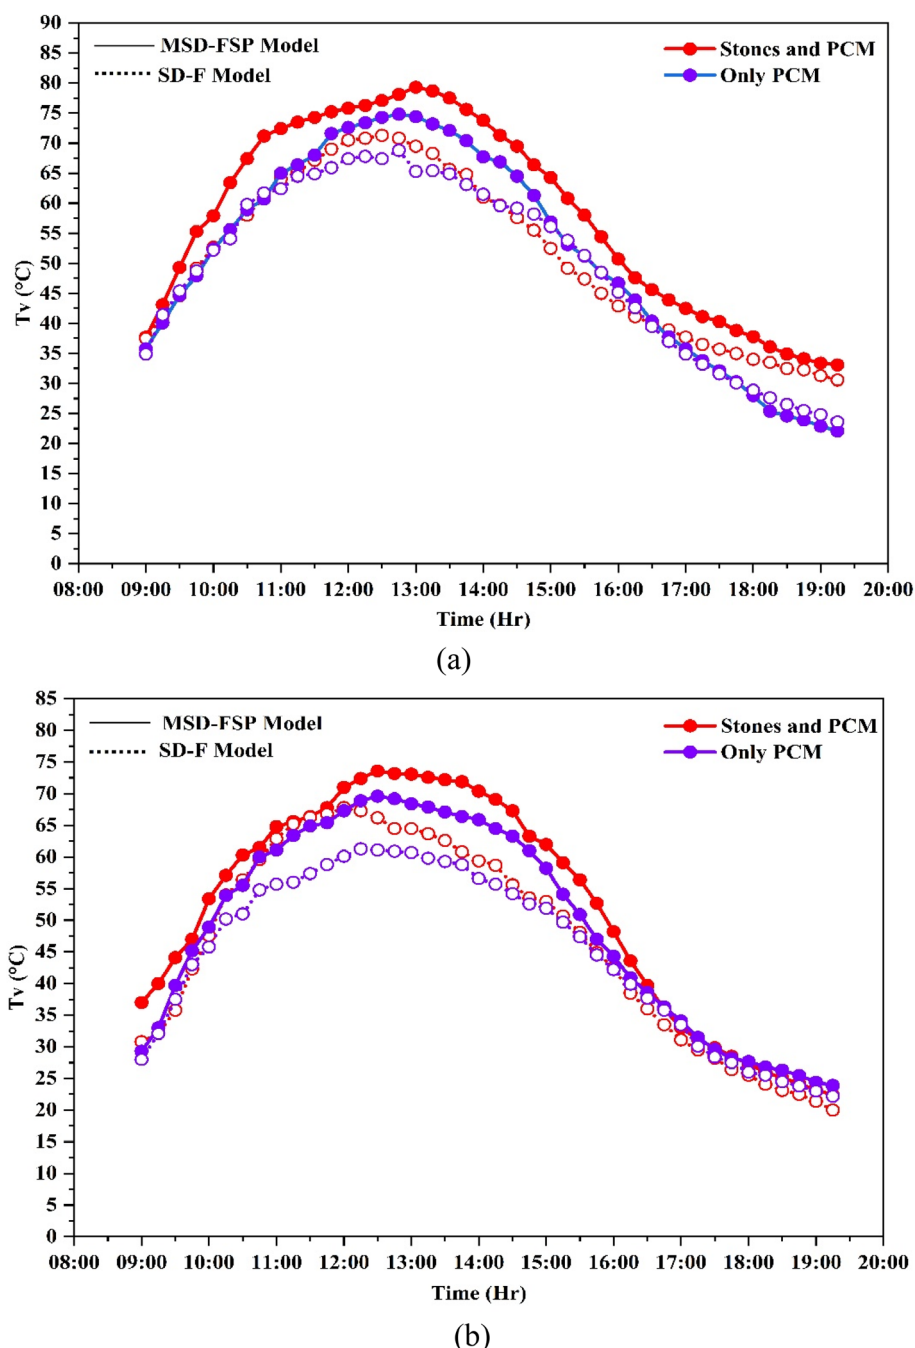 90
85
80
75
70
65
60
55
50
45
40
35
30
25
20
15
10
5
0
Tv (°C)
MSD-FSP Model
SD-F Model
Stones and PCM
Only PCM
08:00 09:00 10:00 11:00 12:00 13:00 14:00 15:00 16:00 17:00 18:00 19:00 20:00
Time (Hr)
(a)
85
80
75
70
65
60
55
50
45
40
35
30
25
20
15
10
5
0
Tv (°C)
MSD-FSP Model
SD-F Model
Stones and PCM
Only PCM
08:00 09:00 10:00 11:00 12:00 13:00 14:00 15:00 16:00 17:00 18:00 19:00 20:00
Time (Hr)
(b)